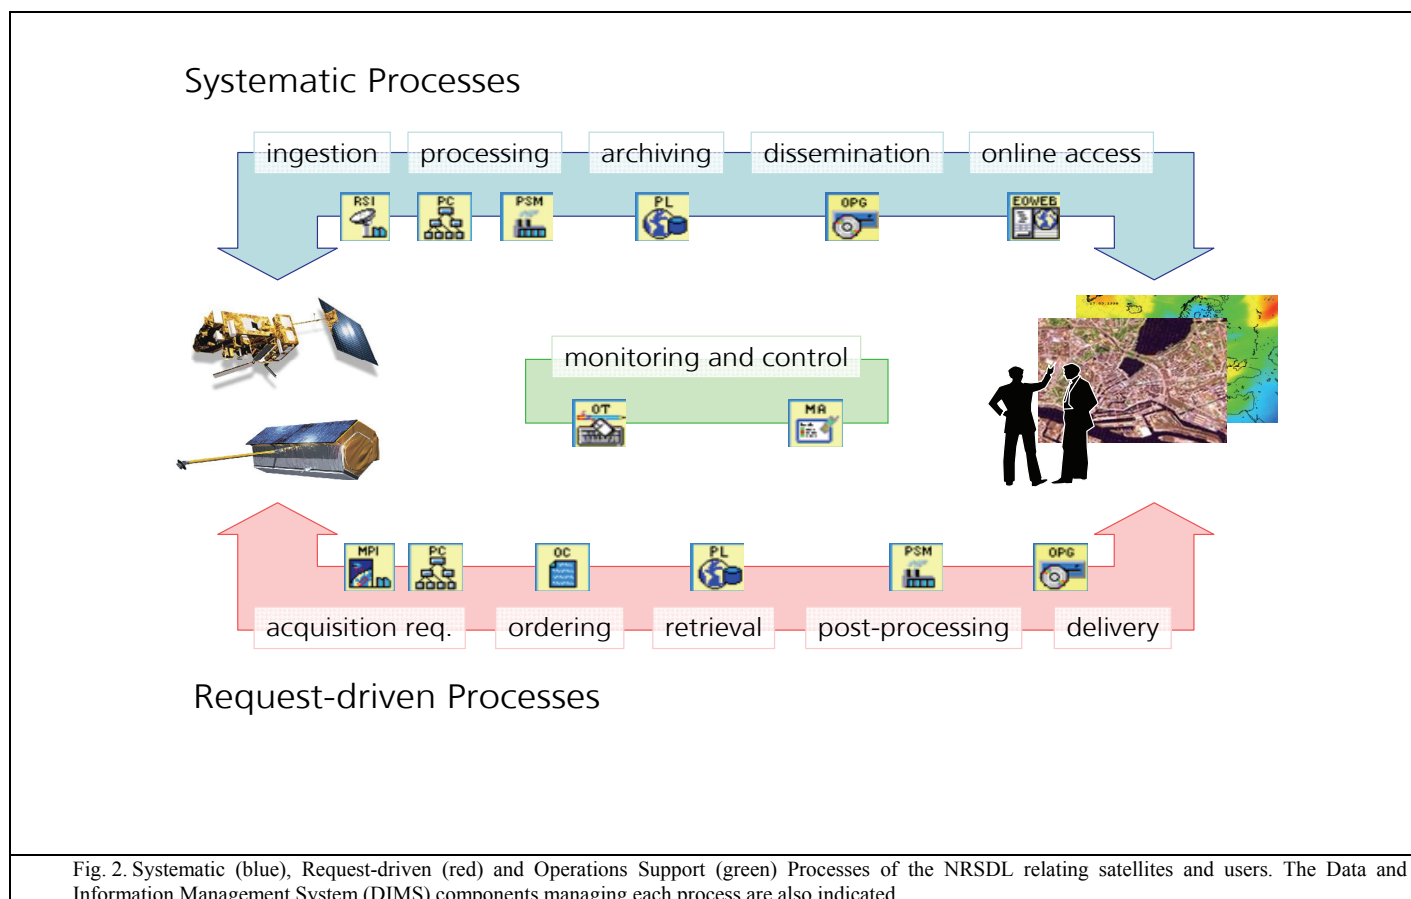 Systematic Processes
ingestion processing archiving dissemination online access
RSI PC PSM PL OPG EOWEB
monitoring and control
OT MA
MPI PC OC PL PSM OPG
acquisition req. ordering retrieval post-processing delivery
Request-driven Processes
Fig. 2. Systematic (blue), Request-driven (red) and Operations Support (green) Processes of the NRSDL relating satellites and users. The Data and
Information Management System (DIMS) components managing each process are also indicated